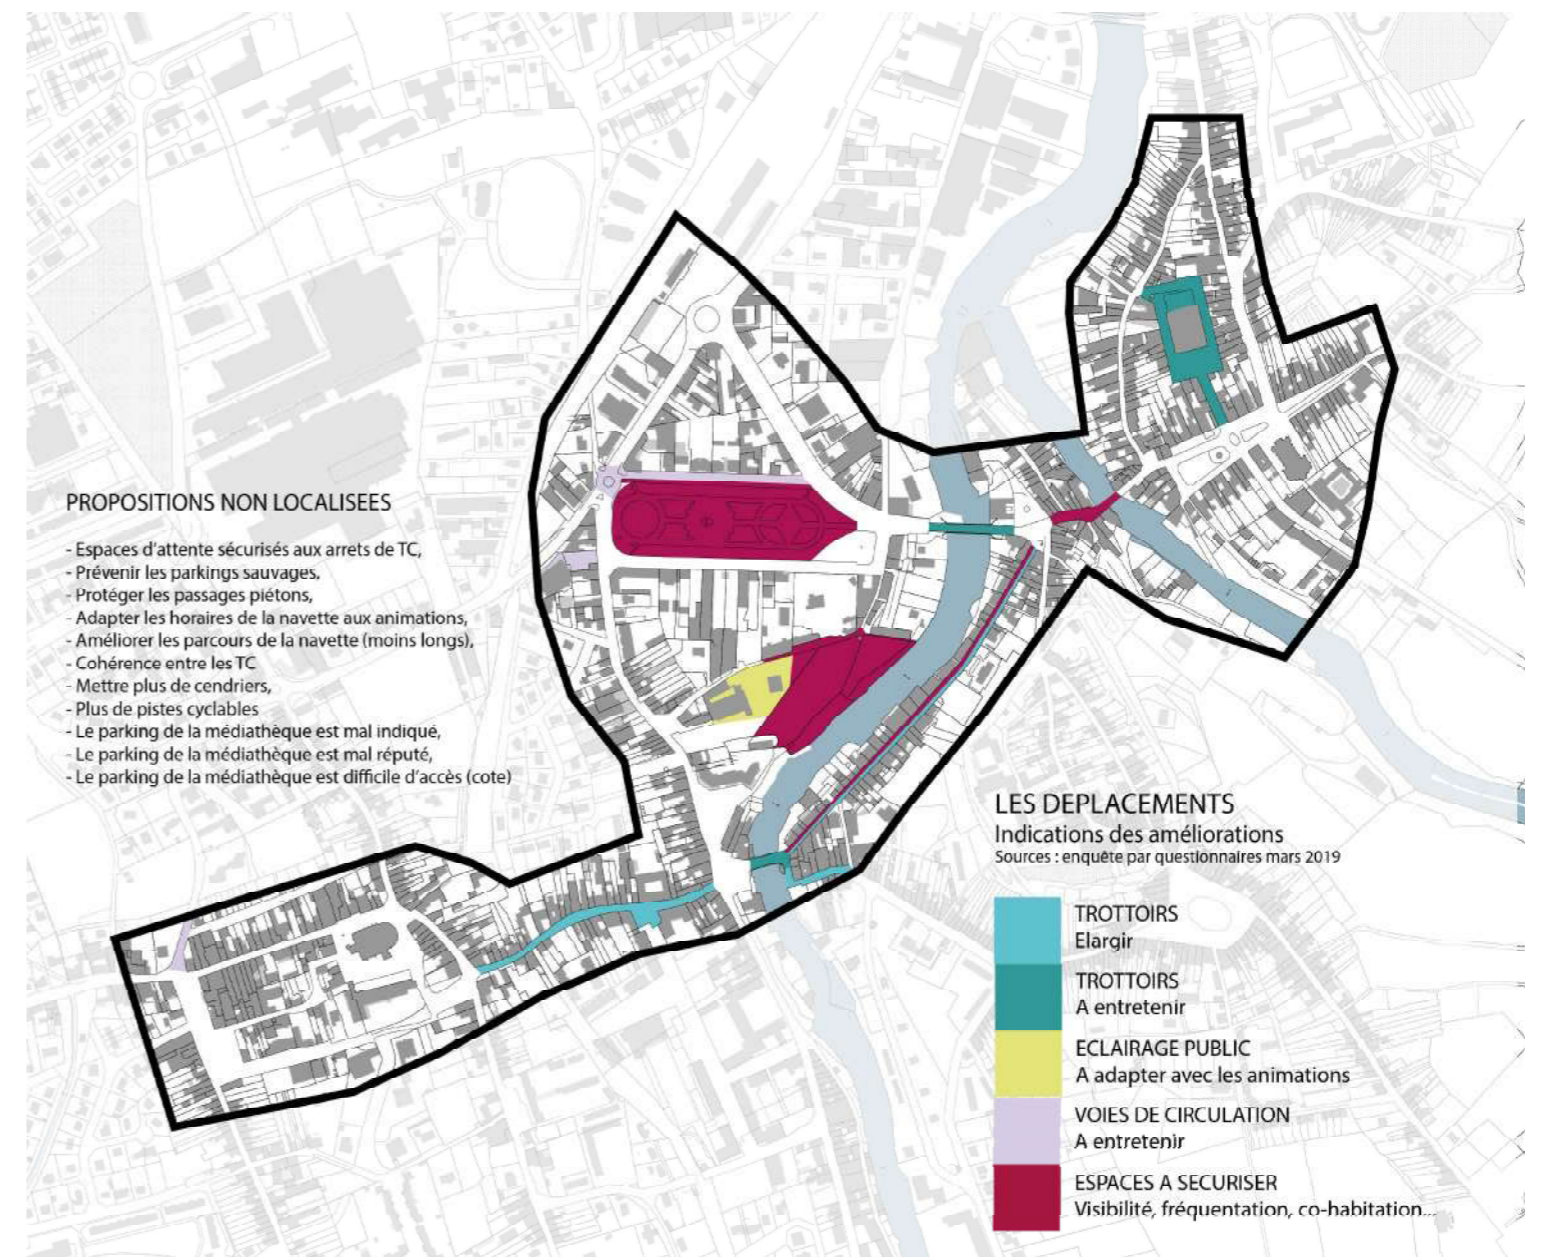 PROPOSITIONS NON LOCALISEES
- Espaces d'attente sécurisés aux arrets de TC,
- Prévenir les parkings sauvages,
- Protéger les passages piétons,
- Adapter les horaires de la navette aux animations,
- Améliorer les parcours de la navette (moins longs),
- Cohérence entre les TC
- Mettre plus de cendriers,
- Plus de pistes cyclables
- Le parking de la médiathèque est mal indiqué,
- Le parking de la médiathèque est mal réputé,
- Le parking de la médiathèque est difficile d'accès (cote)
LES DEPLACEMENTS
Indications des améliorations
Sources : enquête par questionnaires mars 2019
TROTTOIRS
Elargir
TROTTOIRS
A entretenir
ECLAIRAGE PUBLIC
A adapter avec les animations
VOIES DE CIRCULATION
A entretenir
ESPACES A SECURISER
Visibilité, fréquentation, co-habitation...